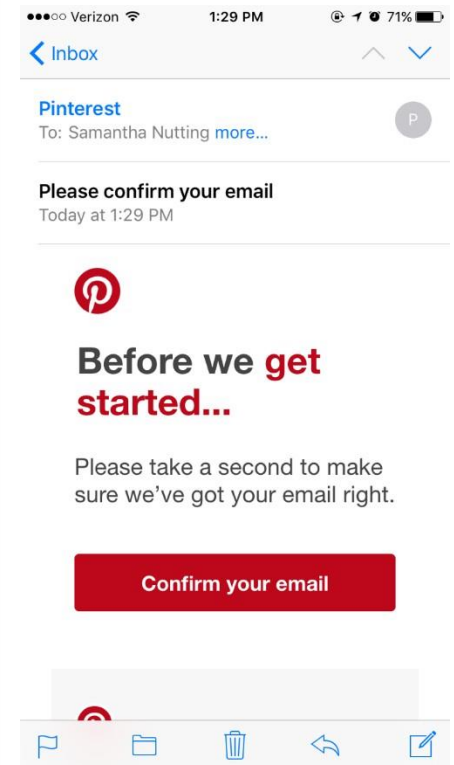 Verizon 1:29 PM 71%
Inbox
Pinterest
To: Samantha Nutting more...
P
Please confirm your email
Today at 1:29 PM
Before we get
started...
Please take a second to make
sure we've got your email right.
Confirm your email